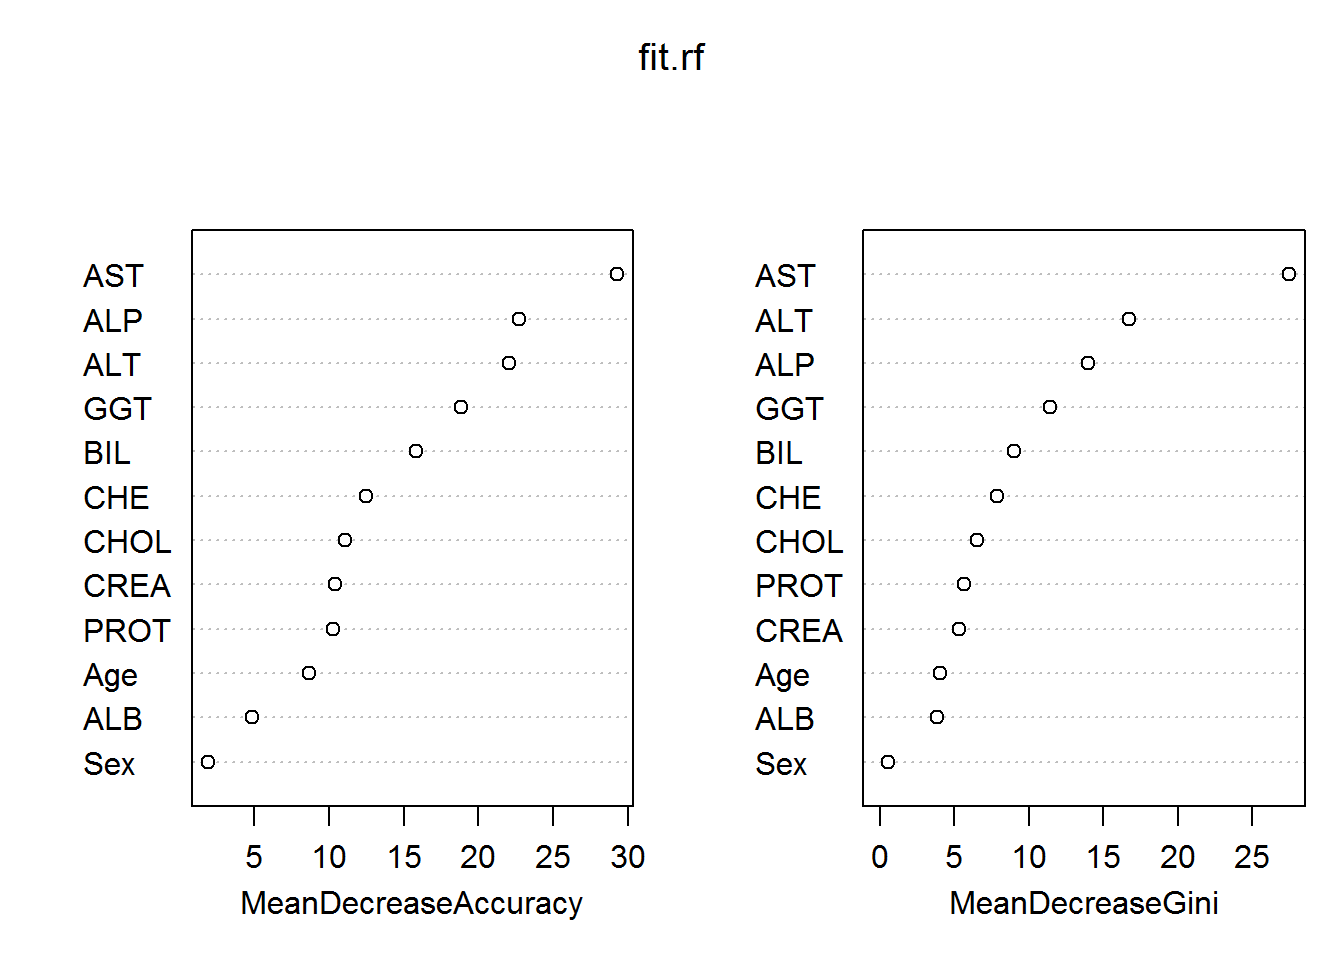 fit.rf
AST
ALP
ALT
GGT
BIL
CHE
CHOL
CREA
PROT
Age
ALB
Sex
5 10 15 20 25 30
MeanDecreaseAccuracy
AST
ALT
ALP
GGT
BIL
CHE
CHOL
PROT
CREA
Age
ALB
Sex
0 5 10 15 20 25
MeanDecreaseGini